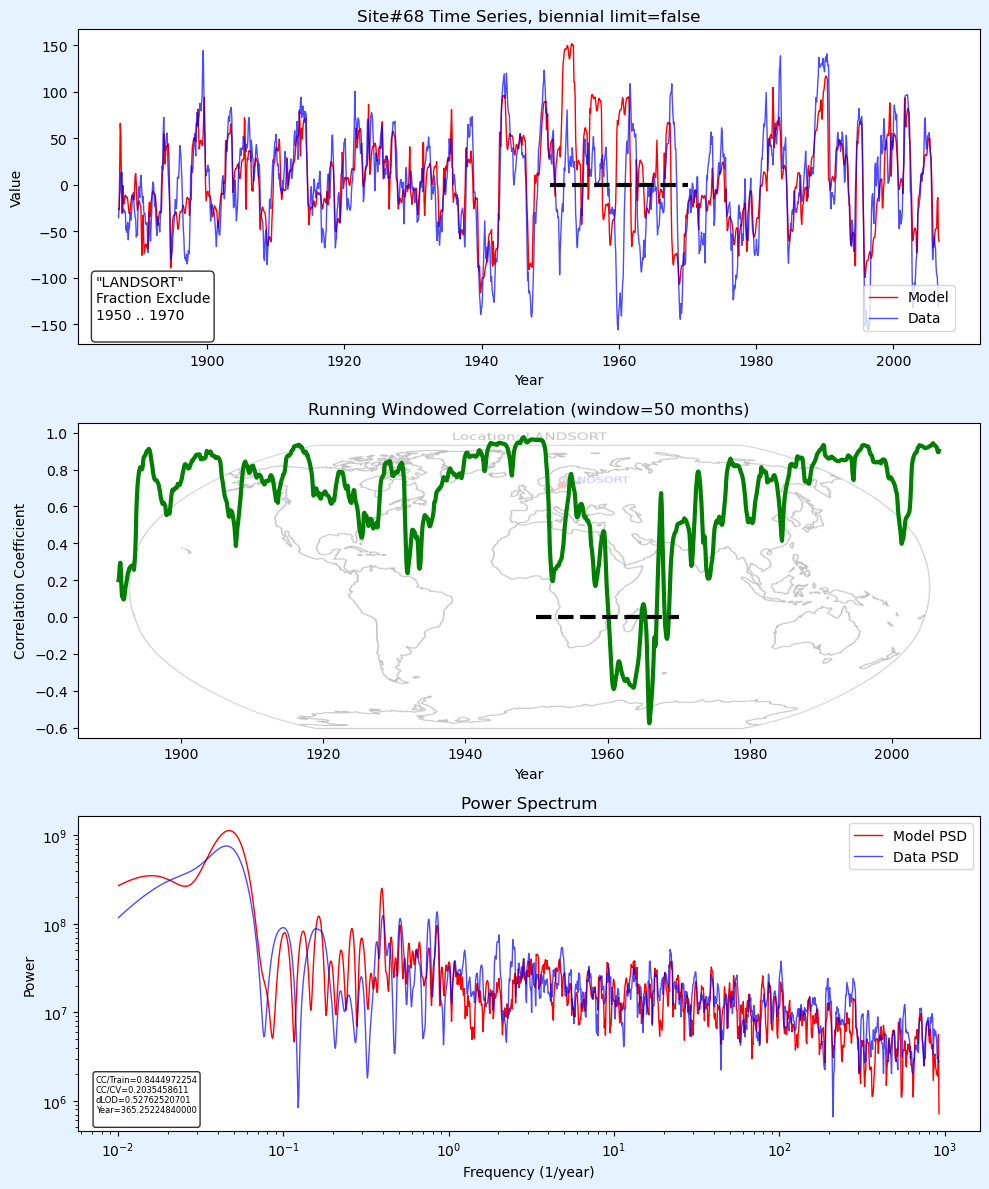 Site#68 Time Series, biennial limit=false
Value
150
100
50
0
−50
−100
−150
"LANDSORT"
Fraction Exclude
1950 .. 1970
Model
Data
1900 1920 1940 1960 1980 2000
Year
Running Windowed Correlation (window=50 months)
Correlation Coefficient
1.0
0.8
0.6
0.4
0.2
0.0
−0.2
−0.4
−0.6
Location: LANDSORT
LANDSORT
1900 1920 1940 1960 1980 2000
Year
Power Spectrum
Power
10⁹
10⁸
10⁷
10⁶
Model PSD
Data PSD
CC/Train=0.8444972254
CC/CV=0.2035458611
dLOD=0.52762520701
Year=365.25224840000
10⁻² 10⁻¹ 10⁰ 10¹ 10² 10³
Frequency (1/year)